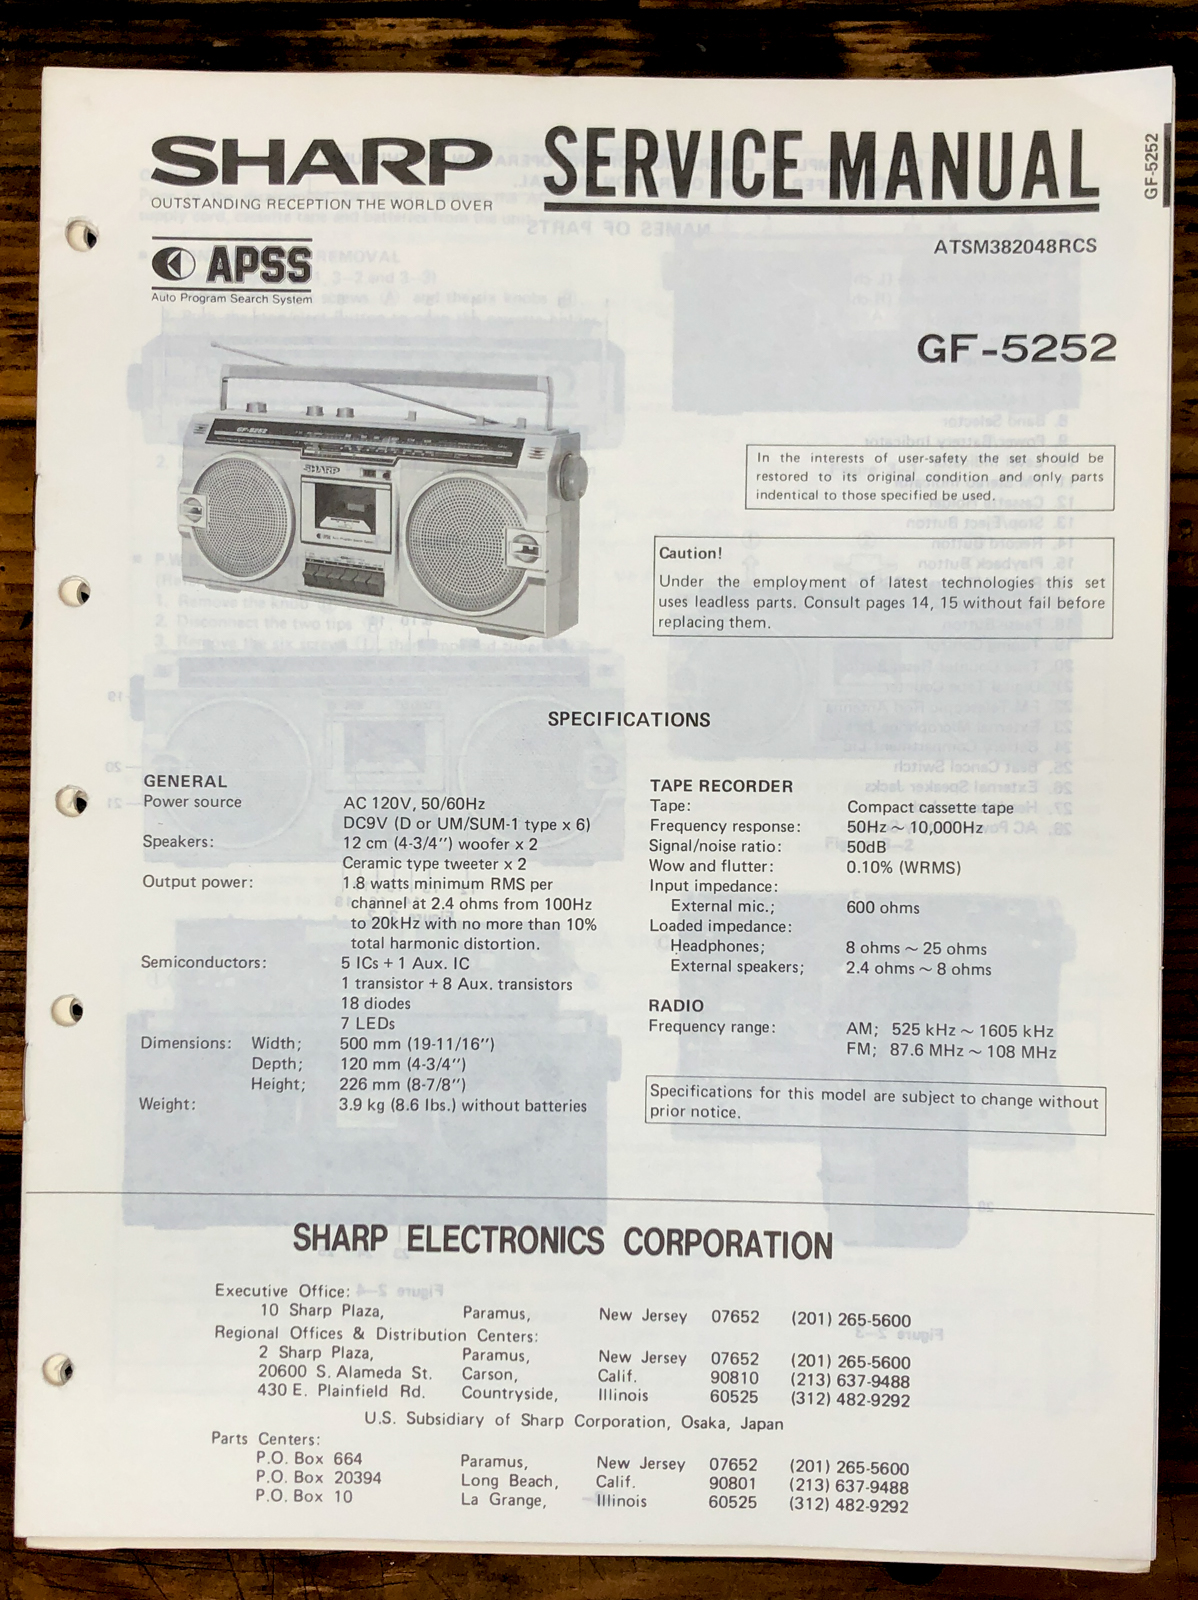 SHARP
OUTSTANDING RECEPTION THE WORLD OVER
SERVICE MANUAL
GF-5252
ATSM382048RCS
APSS
Auto Program Search System
GF-5252
GF-5252
SHARP
In the interests of user-safety the set should be
restored to its original condition and only parts
indentical to those specified be used.
Caution!
Under the employment of latest technologies this set
uses leadless parts. Consult pages 14, 15 without fail before
replacing them.
SPECIFICATIONS
GENERAL
Power source AC 120V, 50/60Hz
DC9V (D or UM/SUM-1 type x 6)
Speakers: 12 cm (4-3/4") woofer x 2
Ceramic type tweeter x 2
Output power: 1.8 watts minimum RMS per
channel at 2.4 ohms from 100Hz
to 20kHz with no more than 10%
total harmonic distortion.
Semiconductors: 5 ICs + 1 Aux. IC
1 transistor + 8 Aux. transistors
18 diodes
7 LEDs
Dimensions: Width; 500 mm (19-11/16")
Depth; 120 mm (4-3/4")
Height; 226 mm (8-7/8")
Weight: 3.9 kg (8.6 lbs.) without batteries
TAPE RECORDER
Tape: Compact cassette tape
Frequency response: 50Hz ~ 10,000Hz
Signal/noise ratio: 50dB
Wow and flutter: 0.10% (WRMS)
Input impedance:
External mic.; 600 ohms
Loaded impedance:
Headphones; 8 ohms ~ 25 ohms
External speakers; 2.4 ohms ~ 8 ohms
RADIO
Frequency range: AM; 525 kHz ~ 1605 kHz
FM; 87.6 MHz ~ 108 MHz
Specifications for this model are subject to change without
prior notice.
SHARP ELECTRONICS CORPORATION
Executive Office:
10 Sharp Plaza, Paramus, New Jersey 07652 (201) 265-5600
Regional Offices & Distribution Centers:
2 Sharp Plaza, Paramus, New Jersey 07652 (201) 265-5600
20600 S. Alameda St. Carson, Calif. 90810 (213) 637-9488
430 E. Plainfield Rd. Countryside, Illinois 60525 (312) 482-9292
U.S. Subsidiary of Sharp Corporation, Osaka, Japan
Parts Centers:
P.O. Box 664 Paramus, New Jersey 07652 (201) 265-5600
P.O. Box 20394 Long Beach, Calif. 90801 (213) 637-9488
P.O. Box 10 La Grange, Illinois 60525 (312) 482-9292